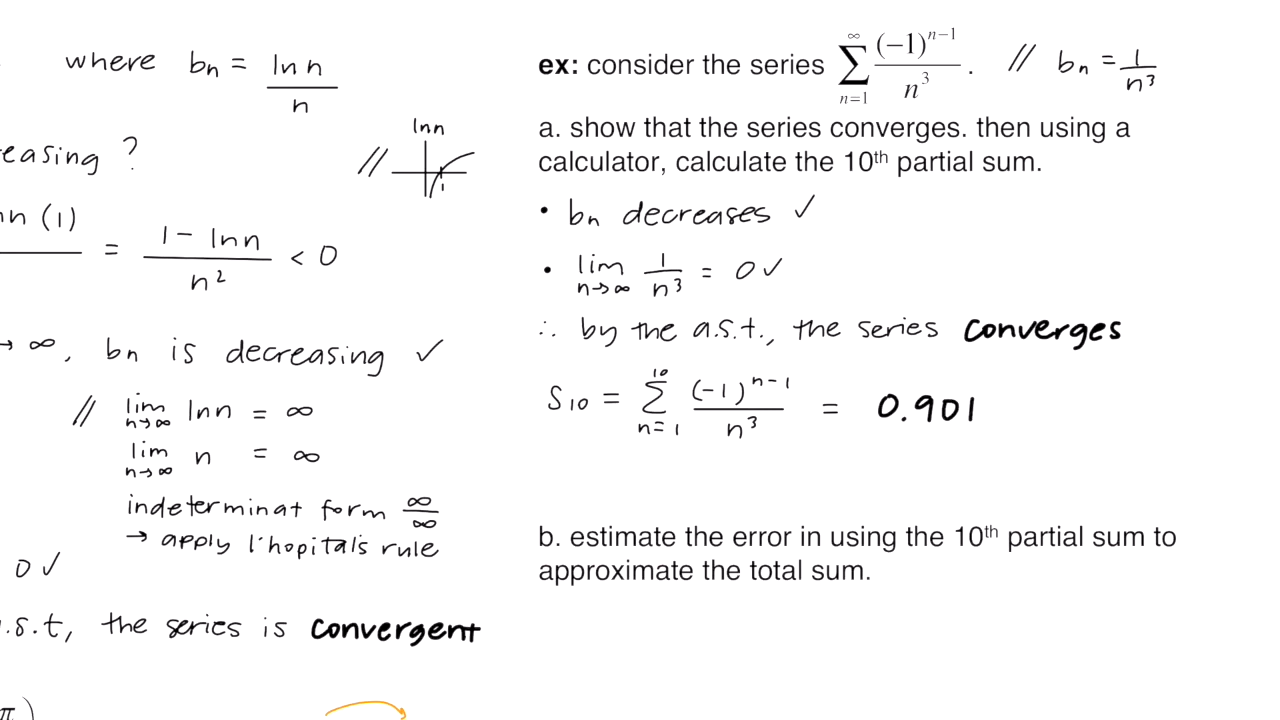 where bn = ln n / n
easing ?
// ln n
1
nn (1) = 1 - ln n / n² < 0
→ ∞, bn is decreasing ✓
// lim n→∞ ln n = ∞
lim n→∞ n = ∞
indeterminat form ∞/∞
→ apply l'hopital's rule
0 ✓
.s.t, the series is convergent
π )
ex: consider the series ∑ n=1 ∞ (−1)ⁿ⁻¹ / n³ . // bn = 1 / n³
a. show that the series converges. then using a
calculator, calculate the 10th partial sum.
• bn decreases ✓
• lim n→∞ 1 / n³ = 0 ✓
∴ by the a.s.t., the series converges
S10 = ∑ n=1 10 (-1)ⁿ⁻¹ / n³ = 0.901
b. estimate the error in using the 10th partial sum to
approximate the total sum.